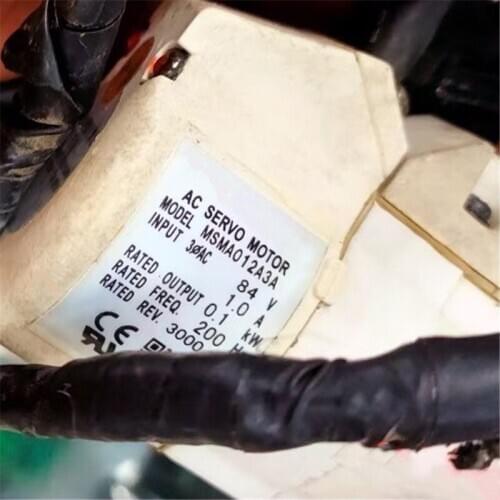 AC SERVO MOTOR
MODEL MSMA012A3A
INPUT 3øAC 84 V
1.0 A
RATED OUTPUT 0.1 kW
RATED FREQ. 200 H
RATED REV. 3000
CE